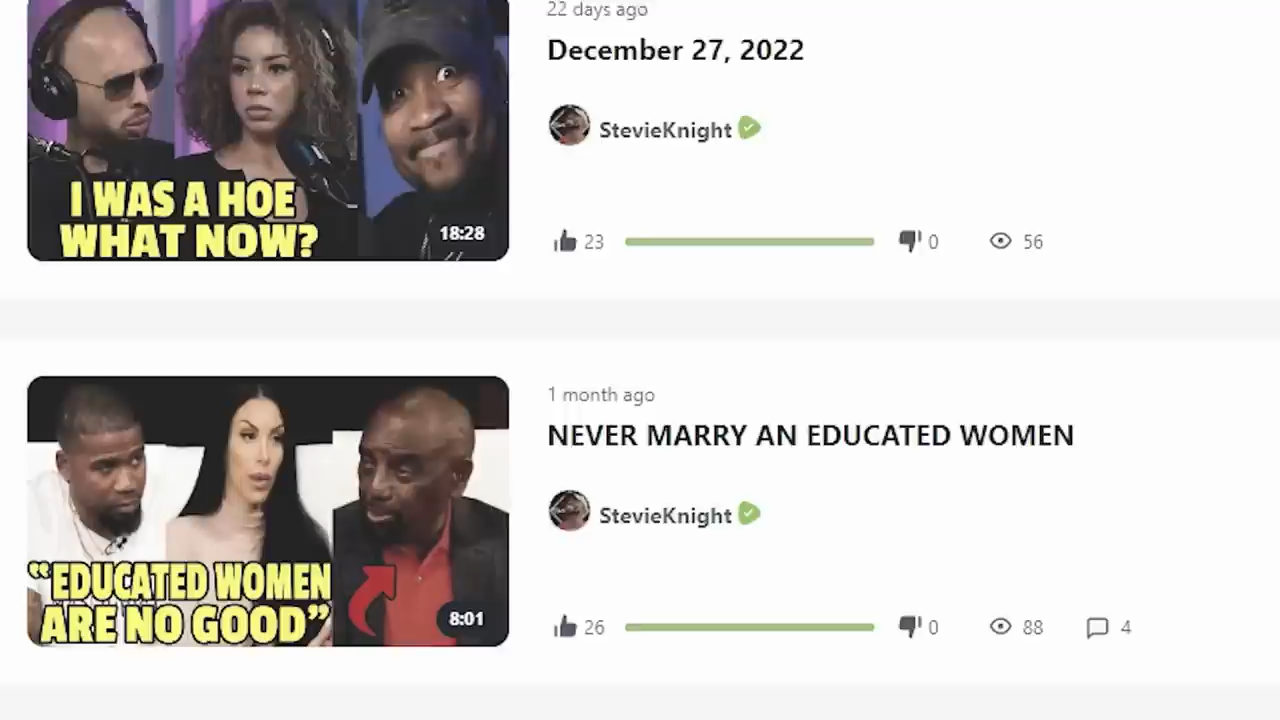 22 days ago
December 27, 2022
StevieKnight
I WAS A HOE
WHAT NOW?
18:28
23
0
56
1 month ago
NEVER MARRY AN EDUCATED WOMEN
StevieKnight
“EDUCATED WOMEN
ARE NO GOOD”
8:01
26
0
88
4